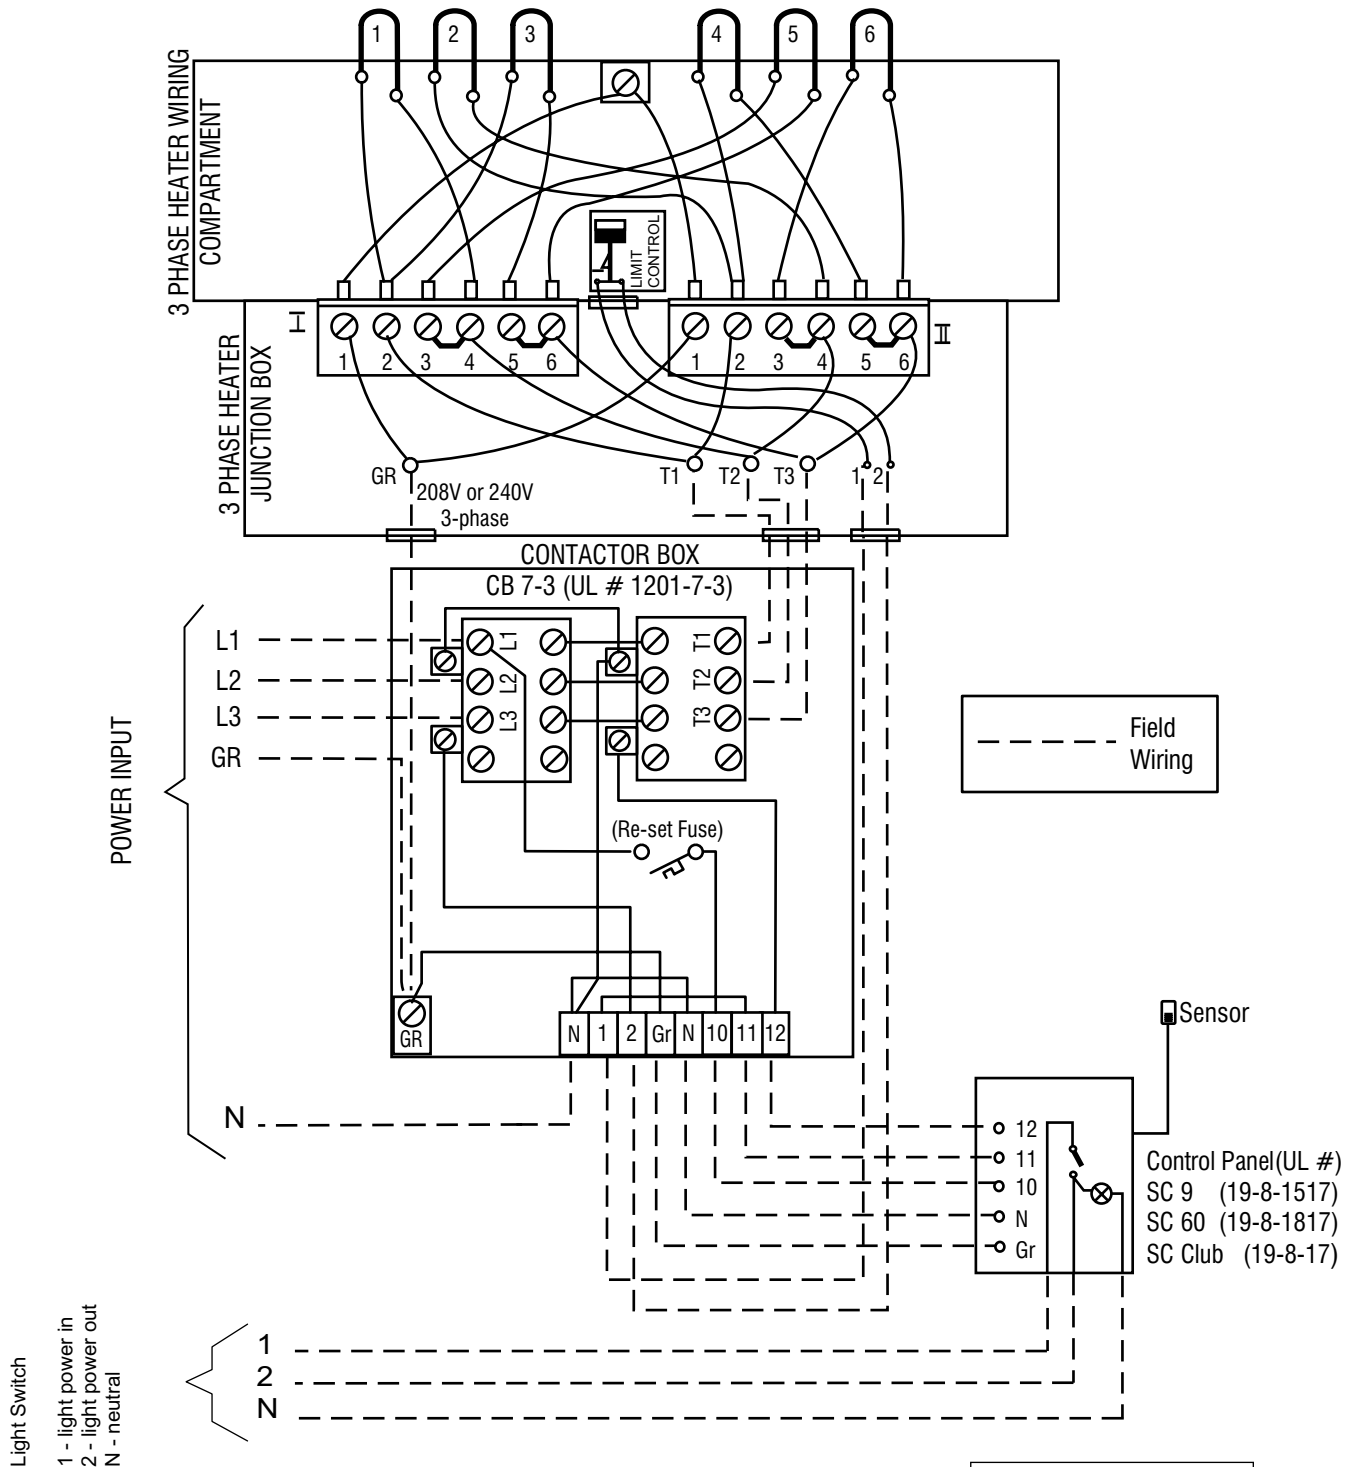 1 2 3 4 5 6
3 PHASE HEATER WIRING
COMPARTMENT
LIMIT
CONTROL
I
II
1 2 3 4 5 6
1 2 3 4 5 6
3 PHASE HEATER
JUNCTION BOX
GR
T1 T2 T3 1 2
208V or 240V
3-phase
CONTACTOR BOX
CB 7-3 (UL # 1201-7-3)
POWER INPUT
L1
L2
L3
GR
L1
L2
L3
T1
T2
T3
Field
Wiring
(Re-set Fuse)
GR
N 1 2 Gr N 10 11 12
N
Sensor
12
11
10
N
Gr
Control Panel(UL #)
SC 9 (19-8-1517)
SC 60 (19-8-1817)
SC Club (19-8-17)
1
2
N
Light Switch
1 - light power in
2 - light power out
N - neutral